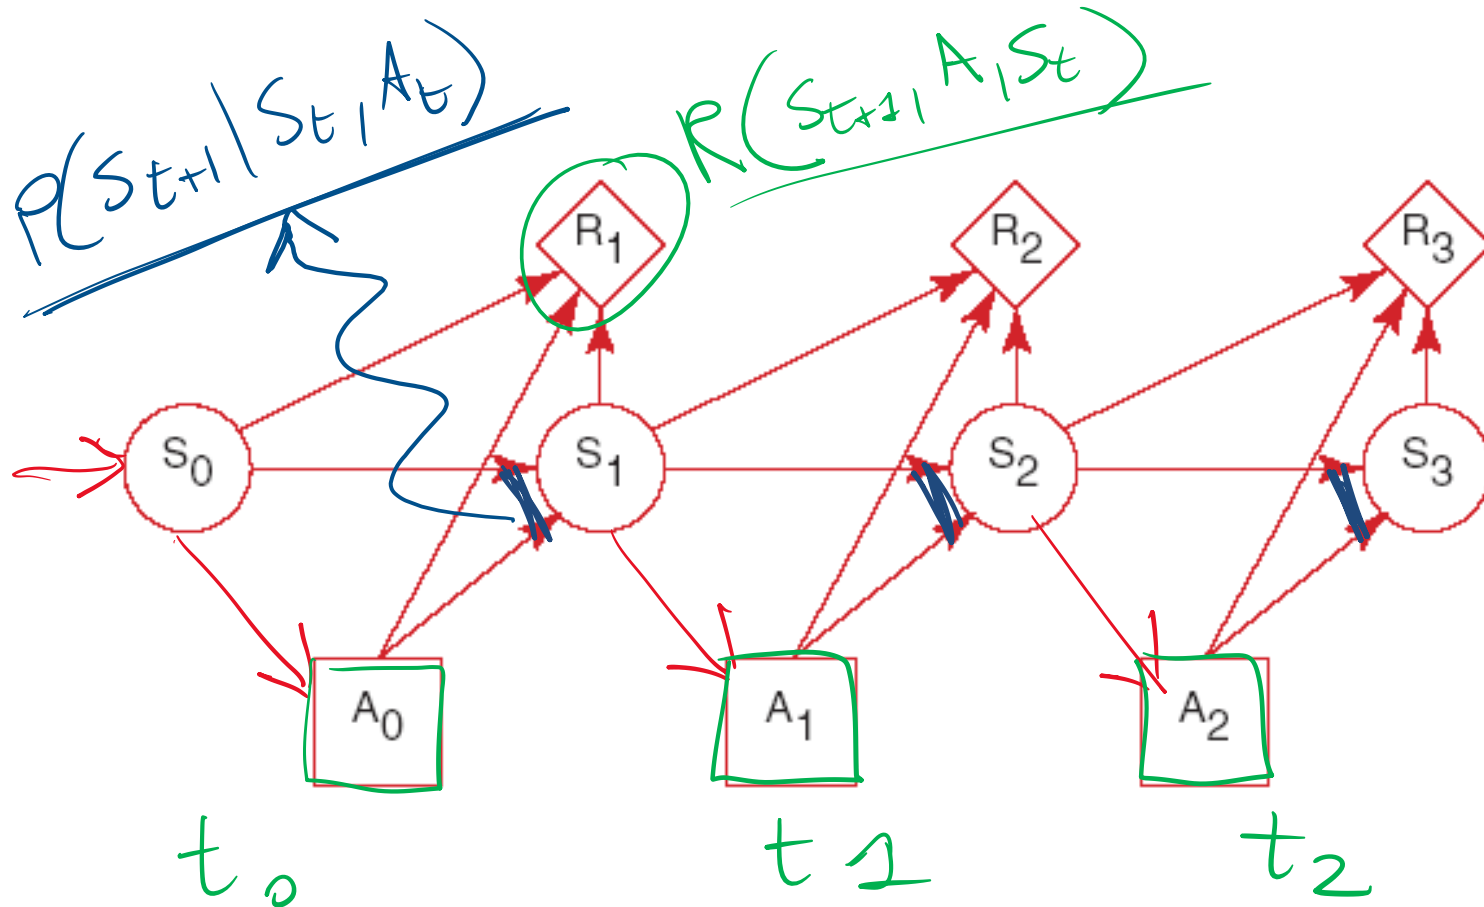 P(St+1|St,At)
R(St+1,A,St)
R1 R2 R3
S0 S1 S2 S3
A0 A1 A2
t0 t1 t2